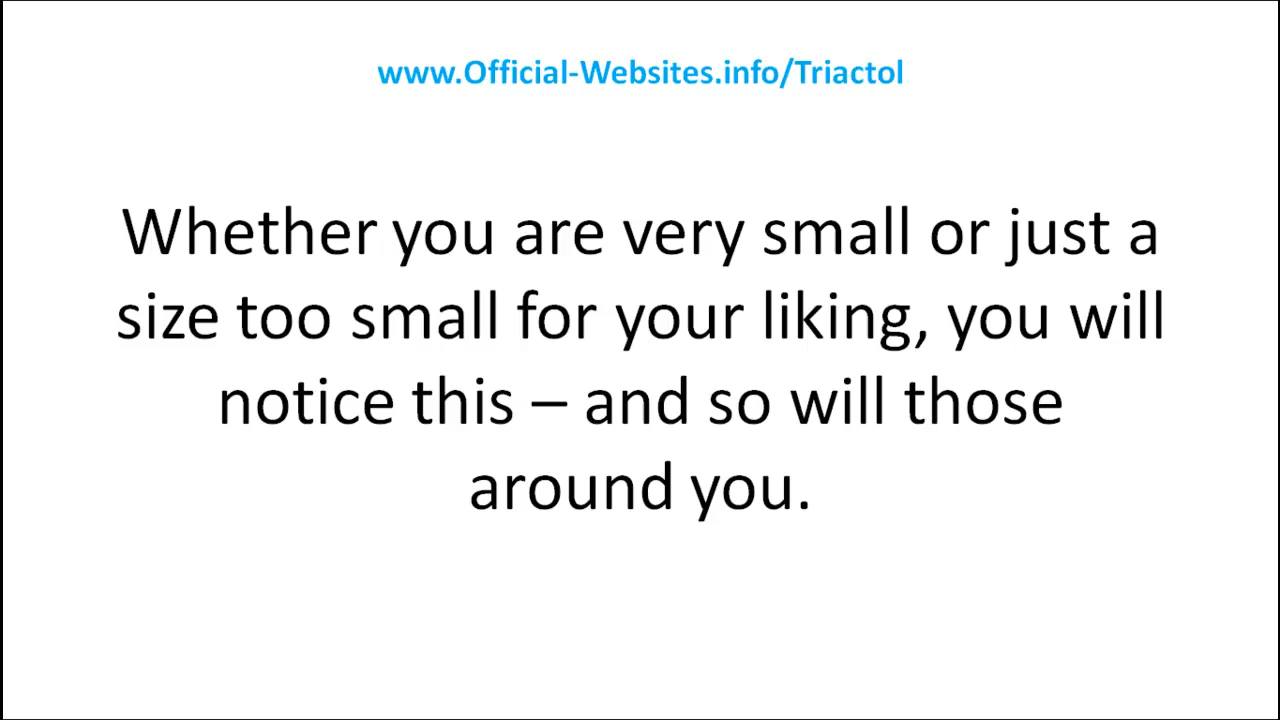 www.Official-Websites.info/Triactol
Whether you are very small or just a
size too small for your liking, you will
notice this – and so will those
around you.